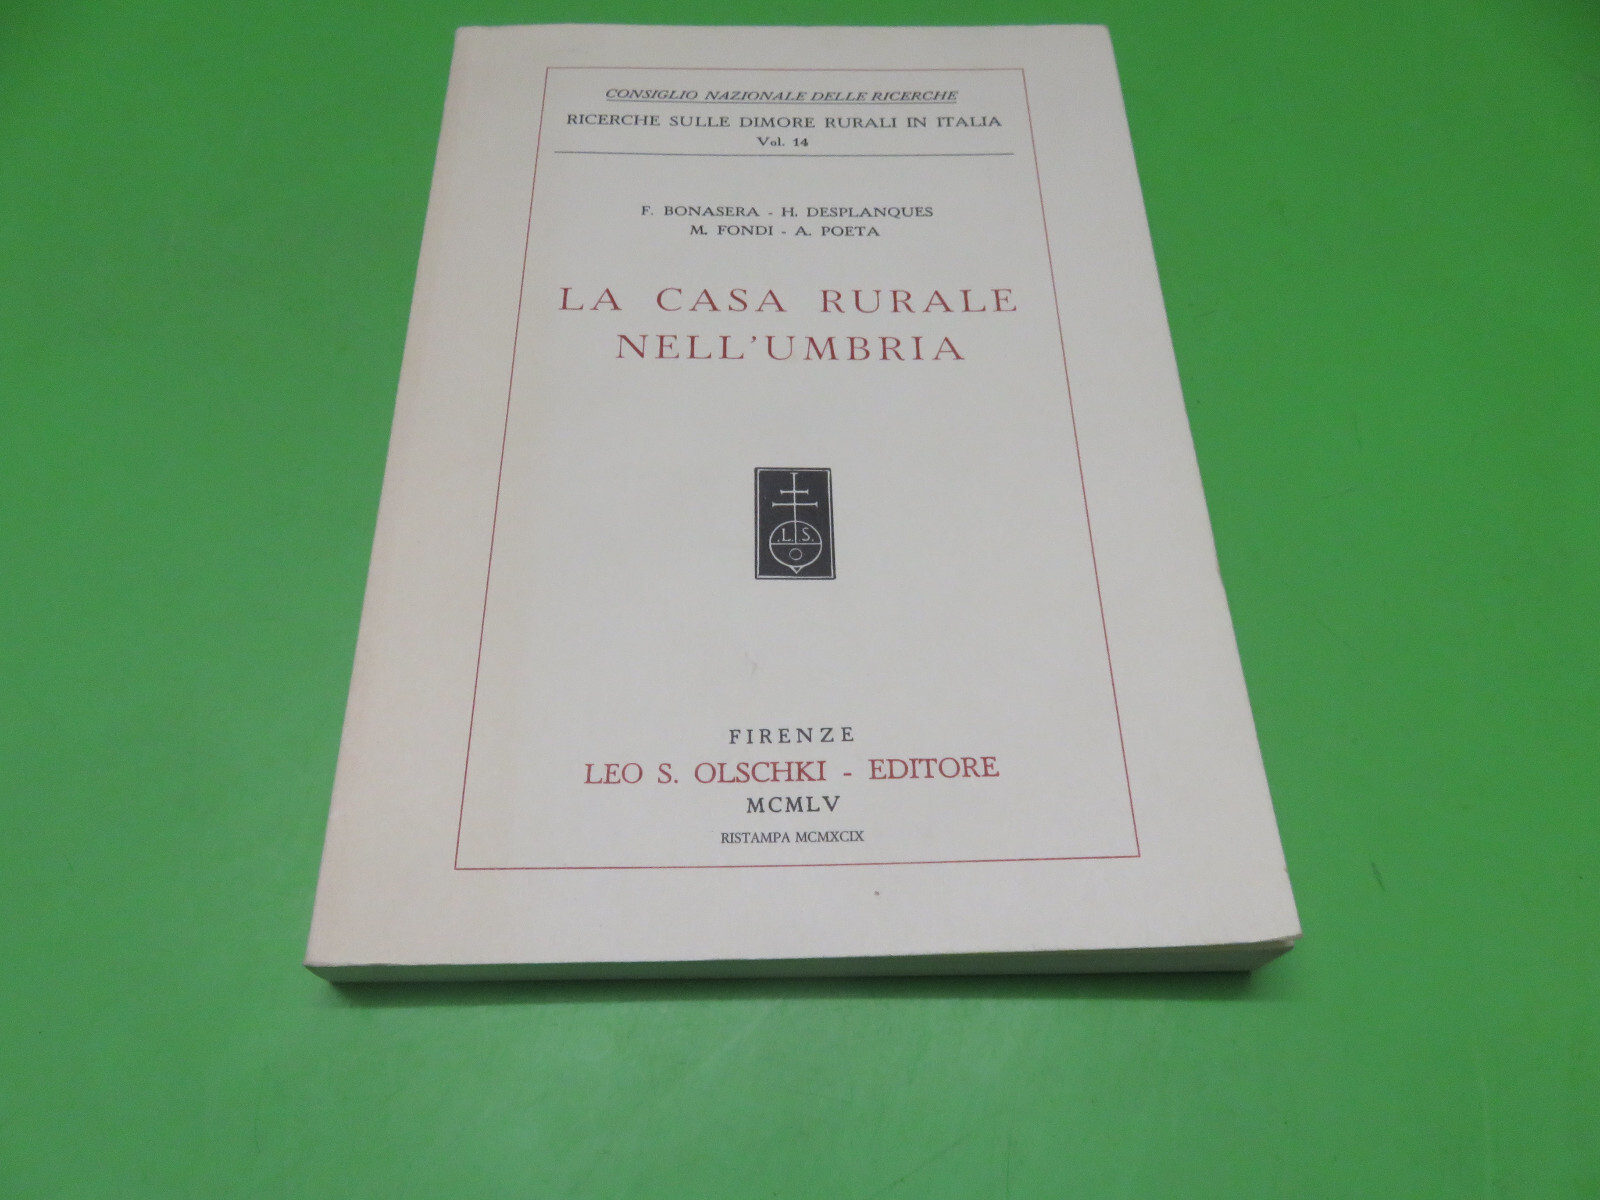 CONSIGLIO NAZIONALE DELLE RICERCHE
RICERCHE SULLE DIMORE RURALI IN ITALIA
Vol. 14
F. BONASERA - H. DESPLANQUES
M. FONDI - A. POETA
LA CASA RURALE
NELL'UMBRIA
.L.S.
FIRENZE
LEO S. OLSCHKI - EDITORE
MCMLV
RISTAMPA MCMXCIX